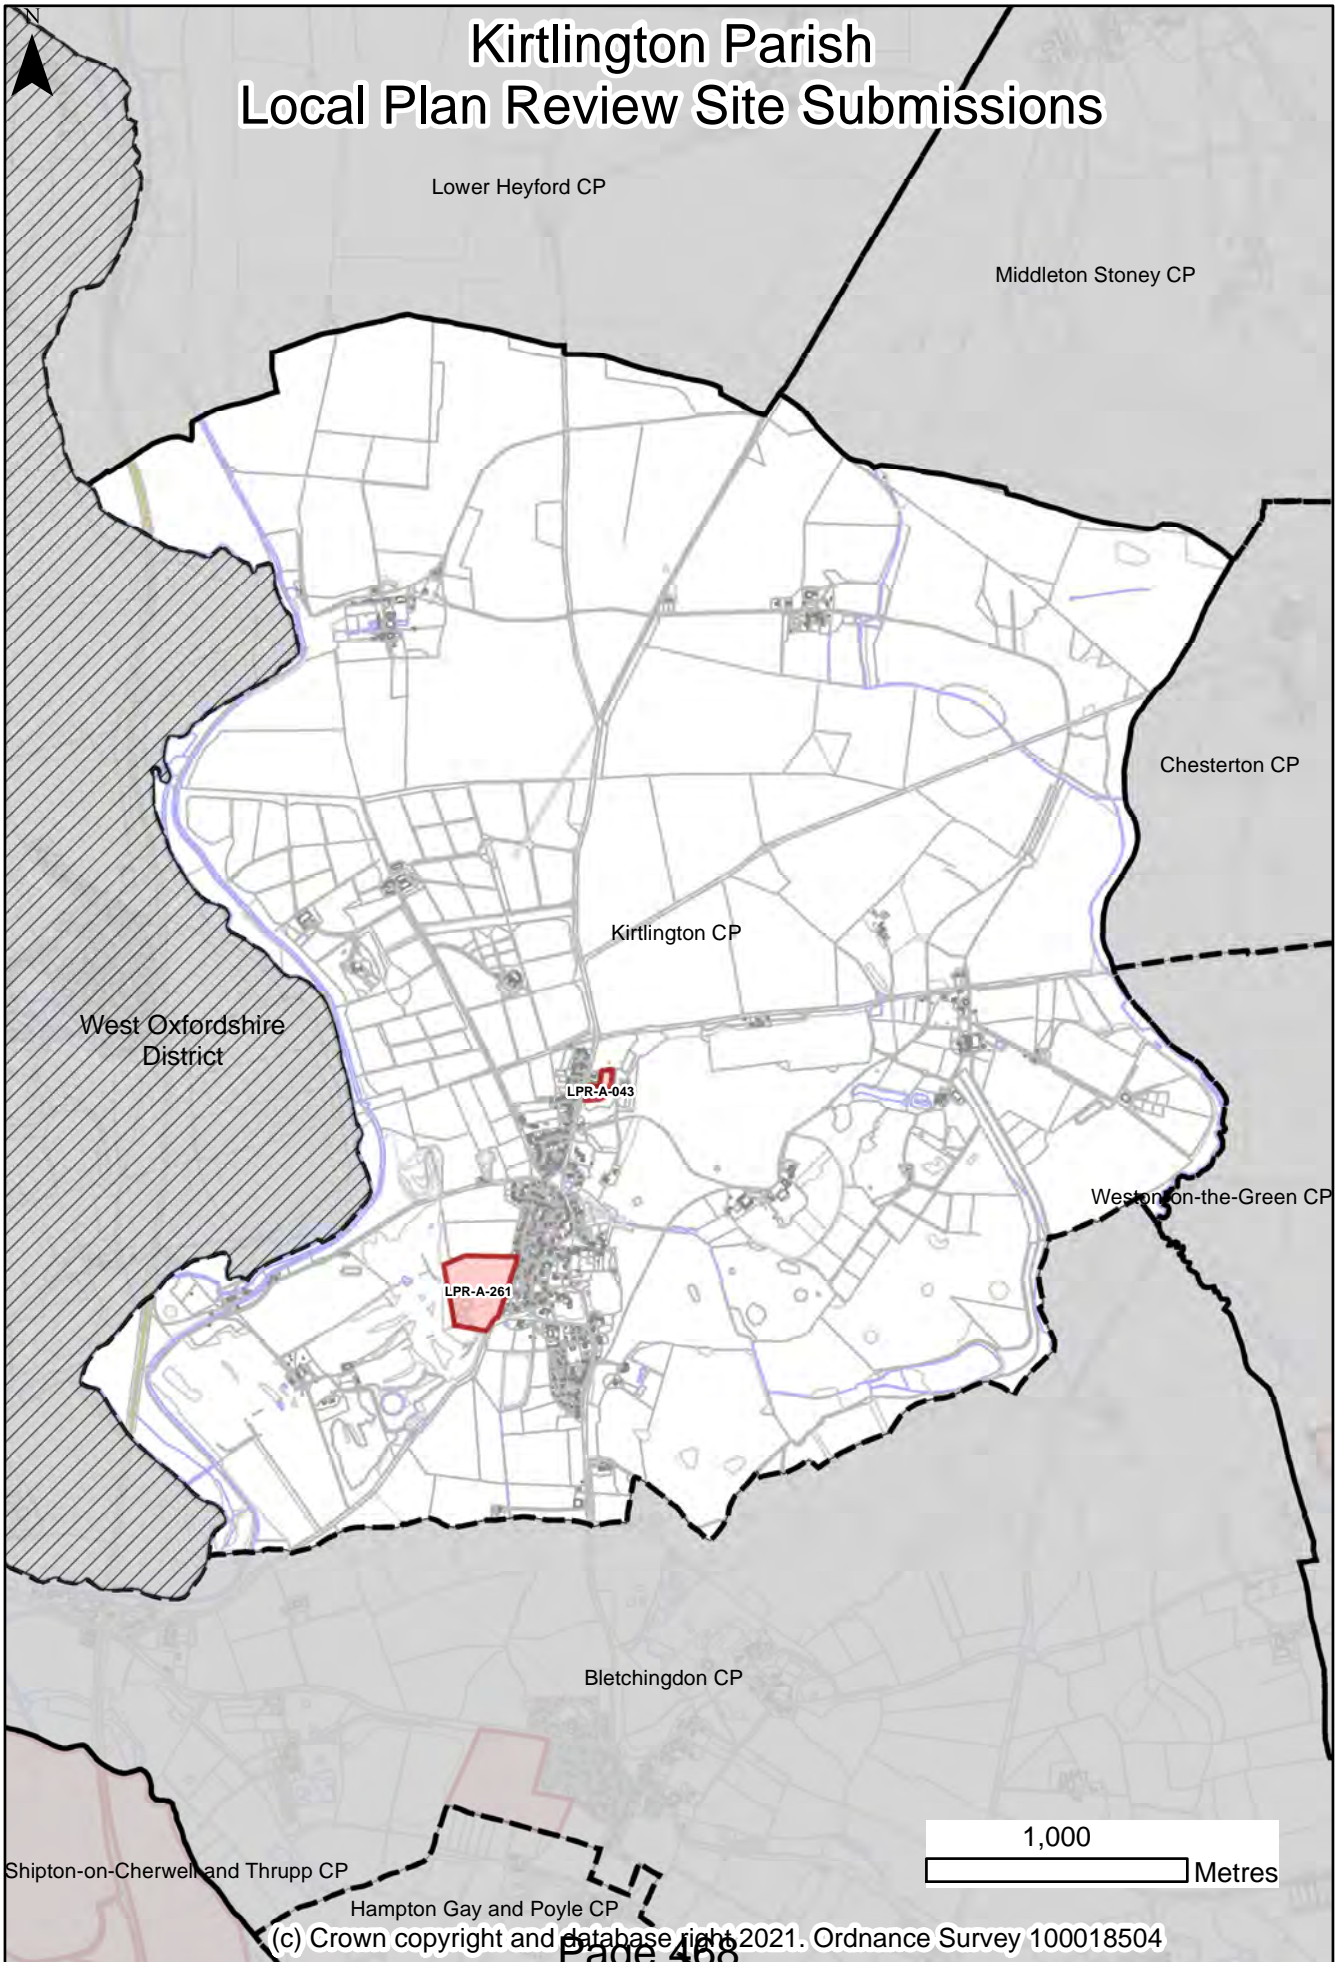 N
Kirtlington Parish
Local Plan Review Site Submissions
Lower Heyford CP
Middleton Stoney CP
Chesterton CP
Kirtlington CP
West Oxfordshire
District
LPR-A-043
Weston-on-the-Green CP
LPR-A-261
Bletchingdon CP
1,000
Metres
Shipton-on-Cherwell and Thrupp CP
Hampton Gay and Poyle CP
(c) Crown copyright and database right 2021. Ordnance Survey 100018504
Page 468